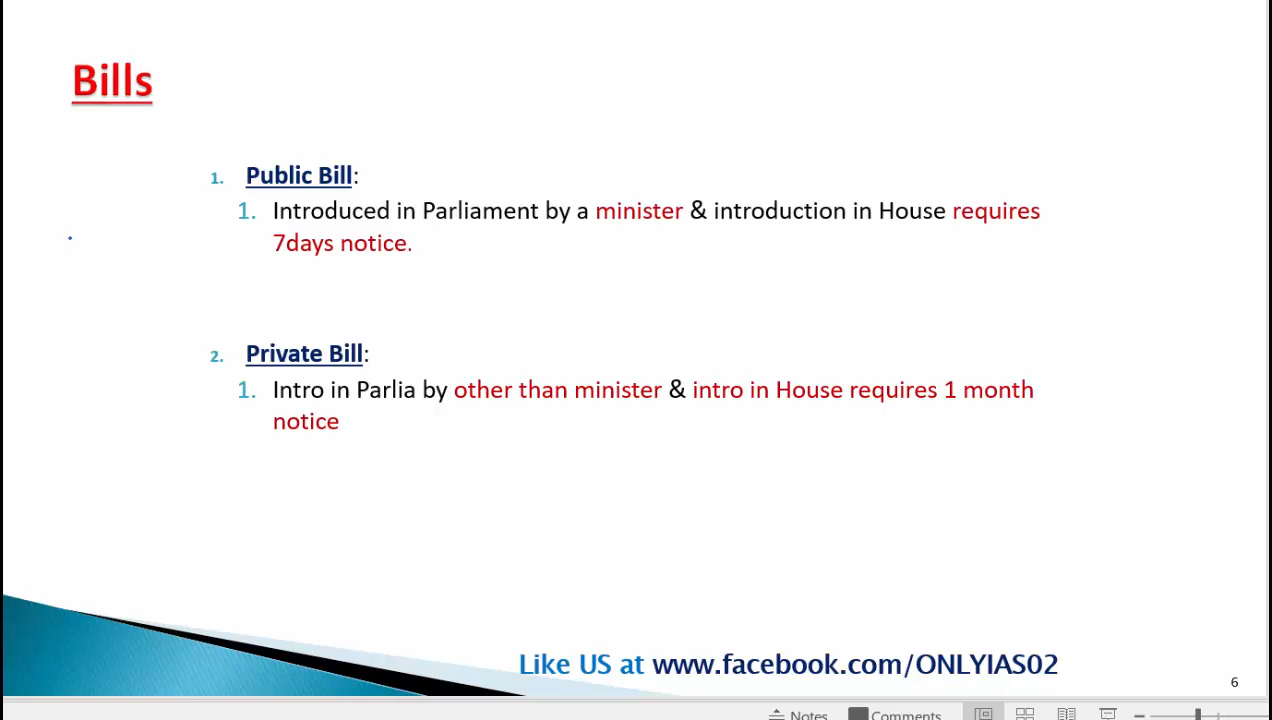 Bills
1. Public Bill:
1. Introduced in Parliament by a minister & introduction in House requires
7days notice.
2. Private Bill:
1. Intro in Parlia by other than minister & intro in House requires 1 month
notice
Like US at www.facebook.com/ONLYIAS02
6
Notes Comments